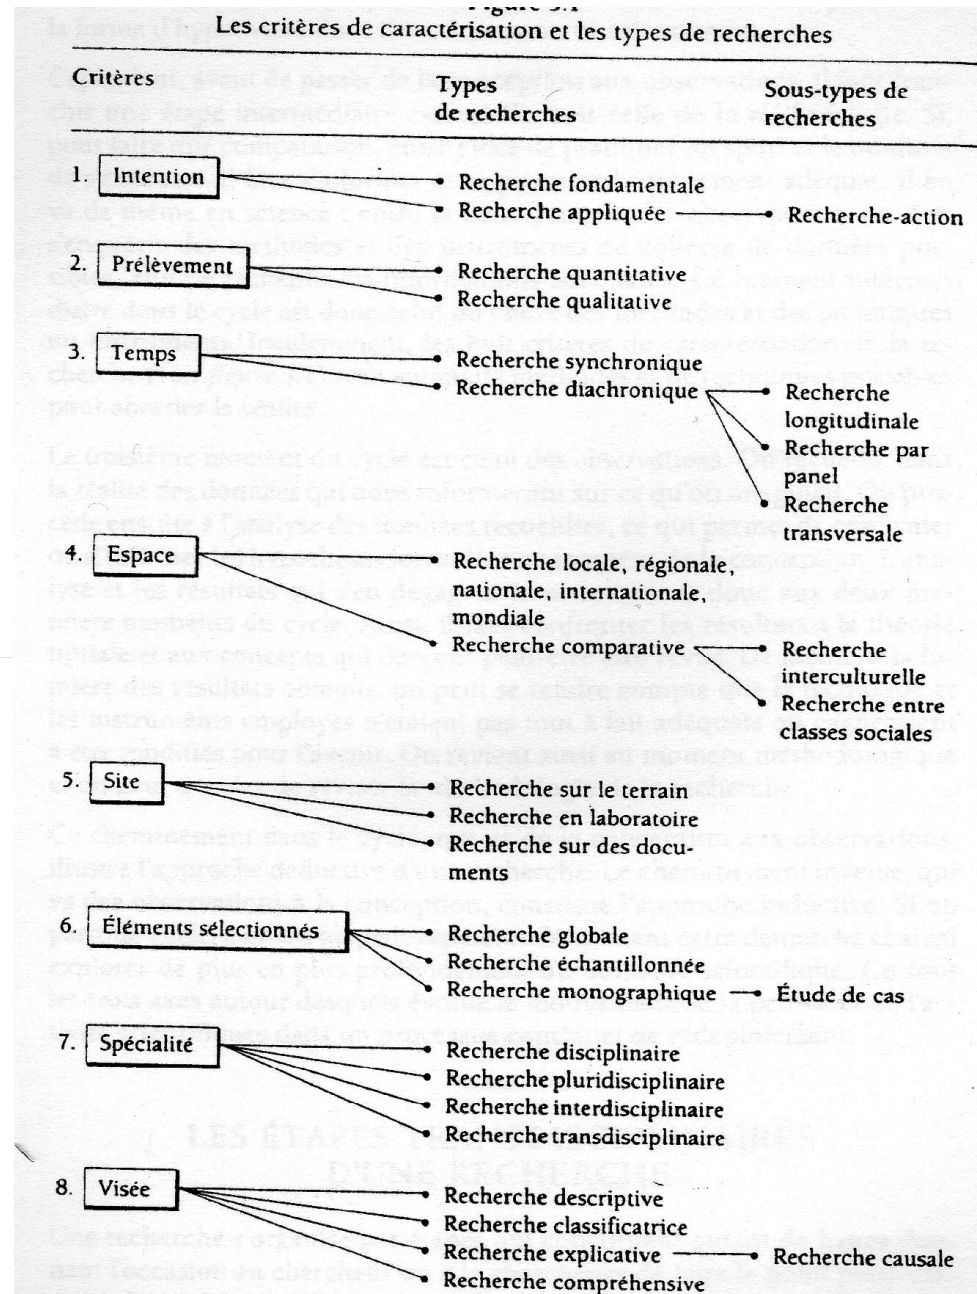 Les critères de caractérisation et les types de recherches
Critères
Types
de recherches
Sous-types de
recherches
1. Intention
Recherche fondamentale
Recherche appliquée
Recherche-action
2. Prélèvement
Recherche quantitative
Recherche qualitative
3. Temps
Recherche synchronique
Recherche diachronique
Recherche
longitudinale
Recherche par
panel
Recherche
transversale
4. Espace
Recherche locale, régionale,
nationale, internationale,
mondiale
Recherche comparative
Recherche
interculturelle
Recherche entre
classes sociales
5. Site
Recherche sur le terrain
Recherche en laboratoire
Recherche sur des docu-
ments
6. Éléments sélectionnés
Recherche globale
Recherche échantillonnée
Recherche monographique
Étude de cas
7. Spécialité
Recherche disciplinaire
Recherche pluridisciplinaire
Recherche interdisciplinaire
Recherche transdisciplinaire
8. Visée
Recherche descriptive
Recherche classificatrice
Recherche explicative
Recherche causale
Recherche compréhensive